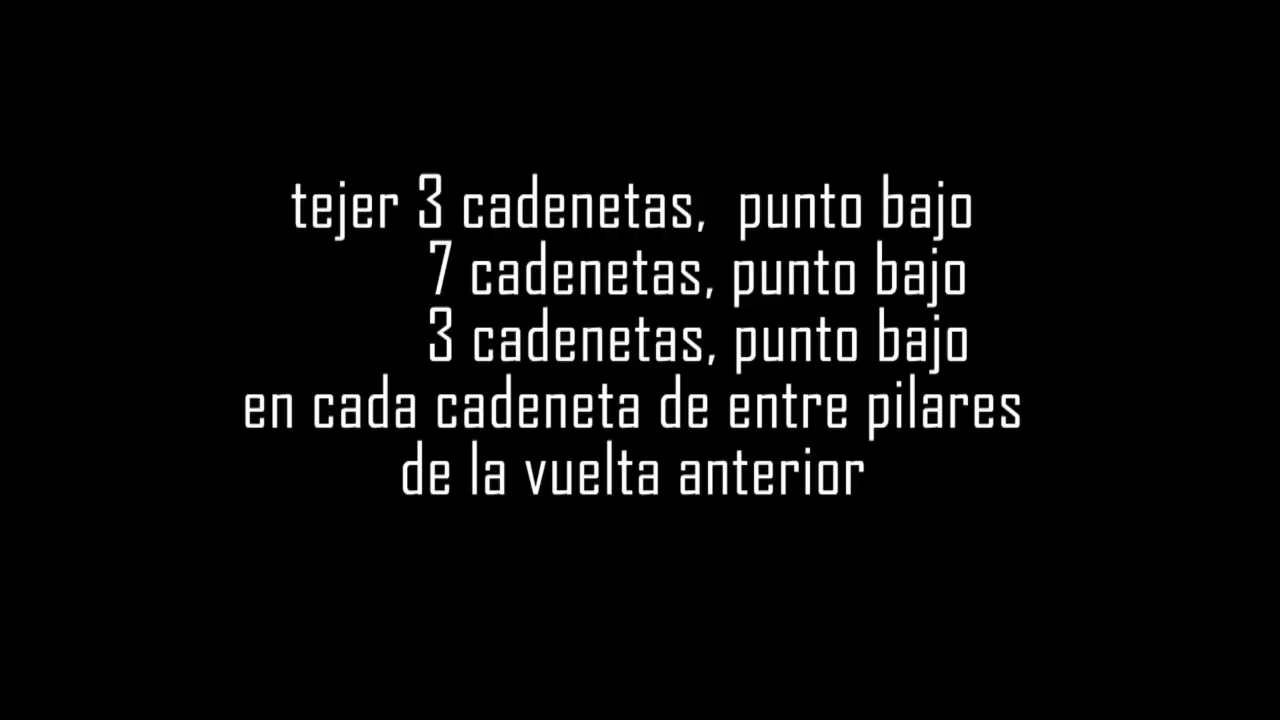 tejer 3 cadenetas, punto bajo
7 cadenetas, punto bajo
3 cadenetas, punto bajo
en cada cadeneta de entre pilares
de la vuelta anterior